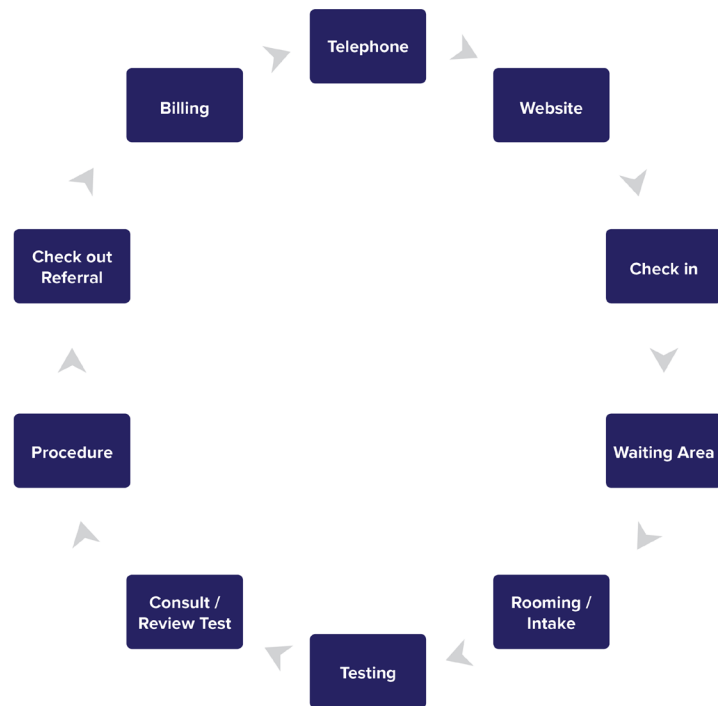 Telephone
Website
Check in
Waiting Area
Rooming /
Intake
Testing
Consult /
Review Test
Procedure
Check out
Referral
Billing